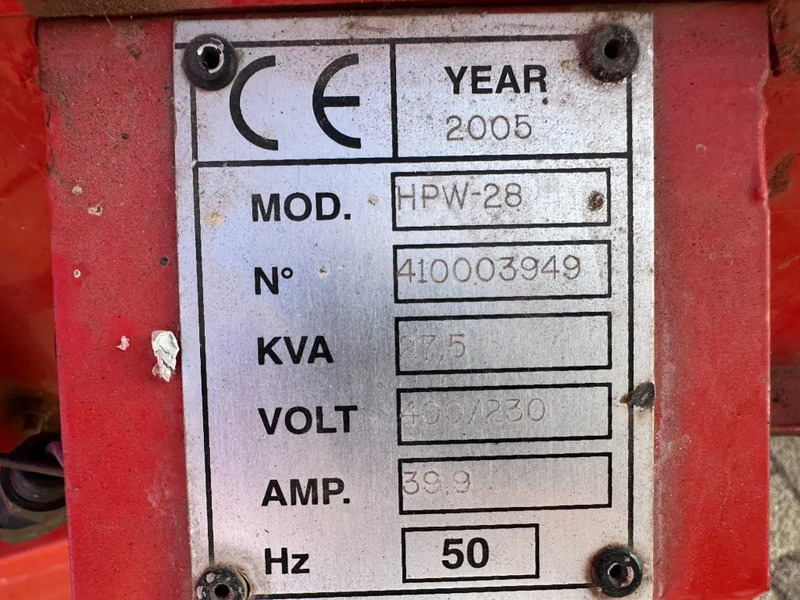 CE
YEAR
2005
MOD. HPW-28
N° 410003949
KVA 27,5
VOLT 400/230
AMP. 39,9
Hz 50